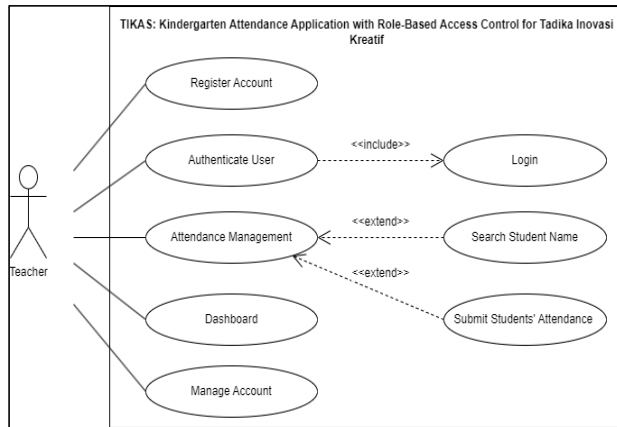 TIKAS: Kindergarten Attendance Application with Role-Based Access Control for Tadika Inovasi
Kreatif
Register Account
Authenticate User
<<include>>
Login
Teacher
Attendance Management
<<extend>>
Search Student Name
<<extend>>
Dashboard
Submit Students' Attendance
Manage Account